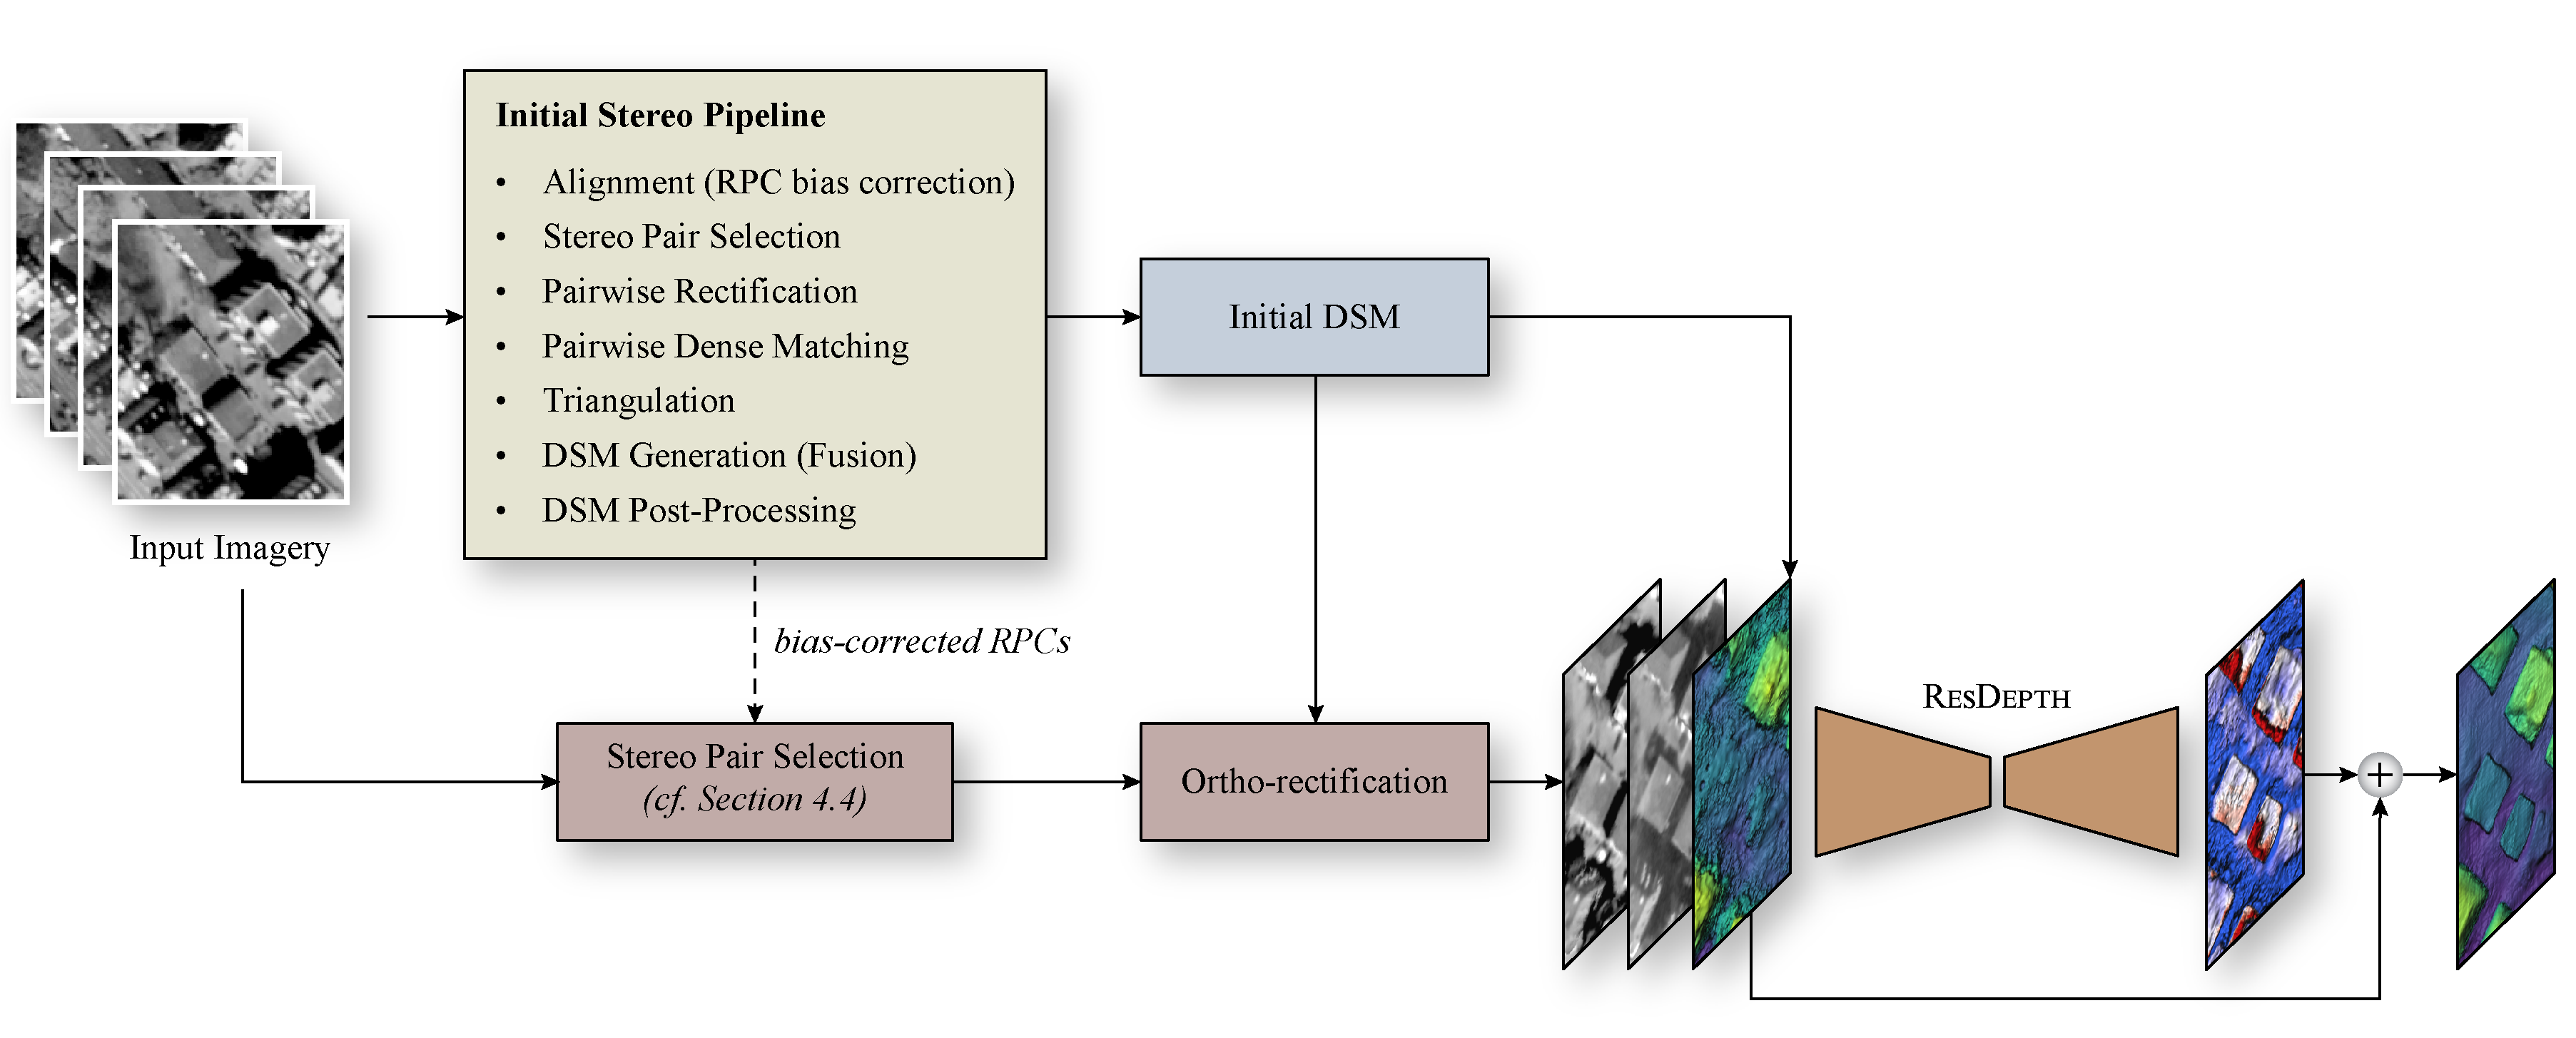 Initial Stereo Pipeline
• Alignment (RPC bias correction)
• Stereo Pair Selection
• Pairwise Rectification
• Pairwise Dense Matching
• Triangulation
• DSM Generation (Fusion)
• DSM Post-Processing
Input Imagery
Initial DSM
bias-corrected RPCs
Stereo Pair Selection
(cf. Section 4.4)
Ortho-rectification
RESDEPTH
+